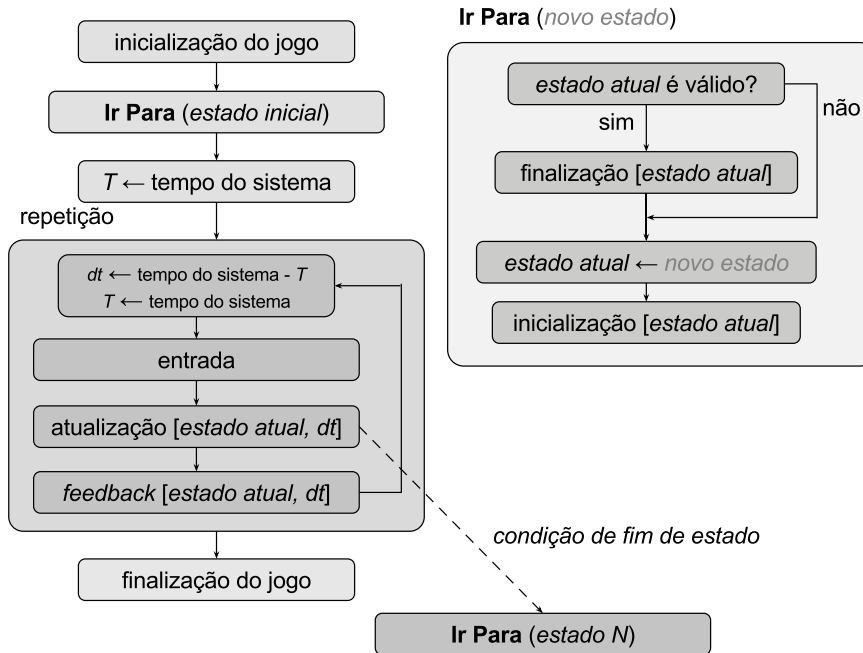 inicialização do jogo
Ir Para (estado inicial)
T ← tempo do sistema
repetição
dt ← tempo do sistema - T
T ← tempo do sistema
entrada
atualização [estado atual, dt]
feedback [estado atual, dt]
finalização do jogo
condição de fim de estado
Ir Para (estado N)
Ir Para (novo estado)
estado atual é válido?
sim
não
finalização [estado atual]
estado atual ← novo estado
inicialização [estado atual]